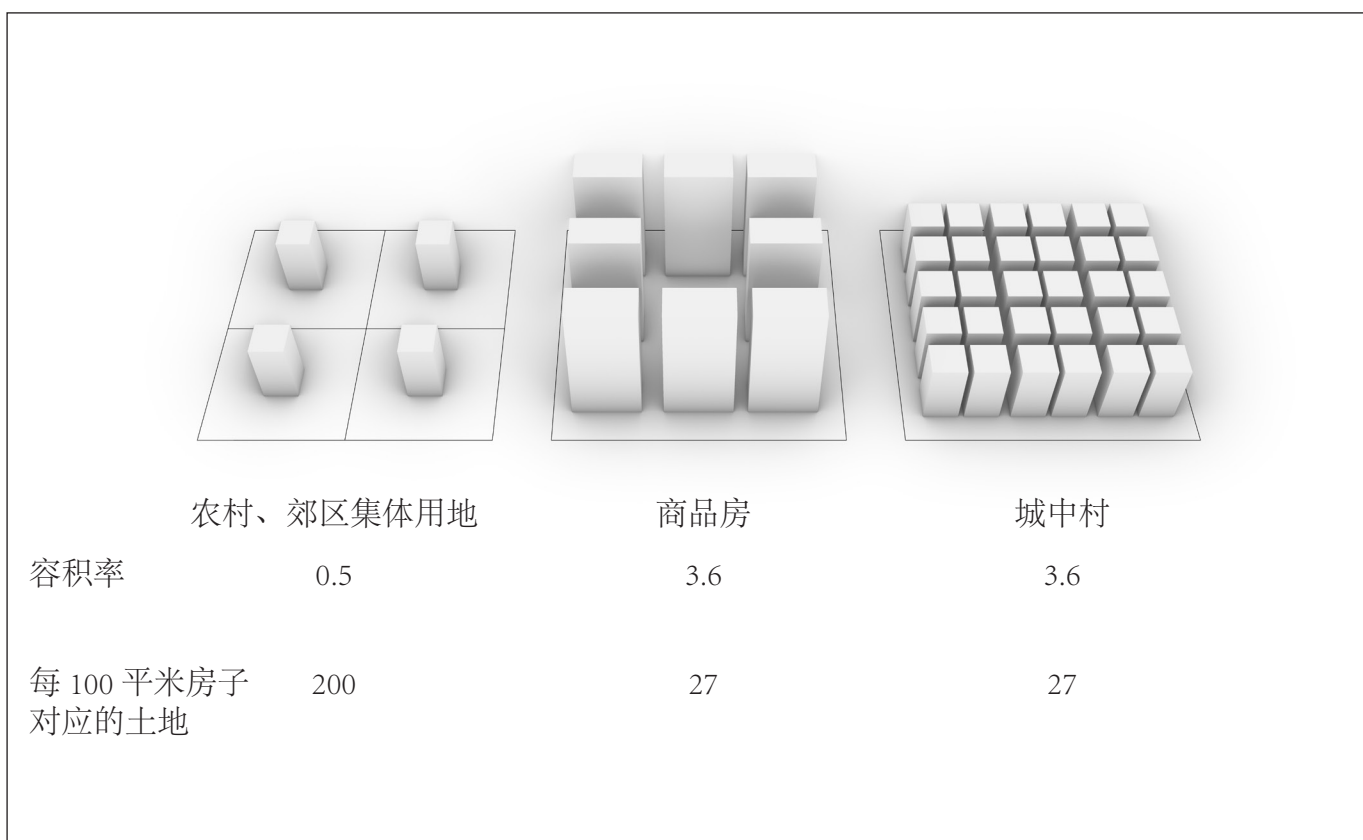 农村、郊区集体用地 商品房 城中村
容积率 0.5 3.6 3.6
每 100 平米房子 200 27 27
对应的土地